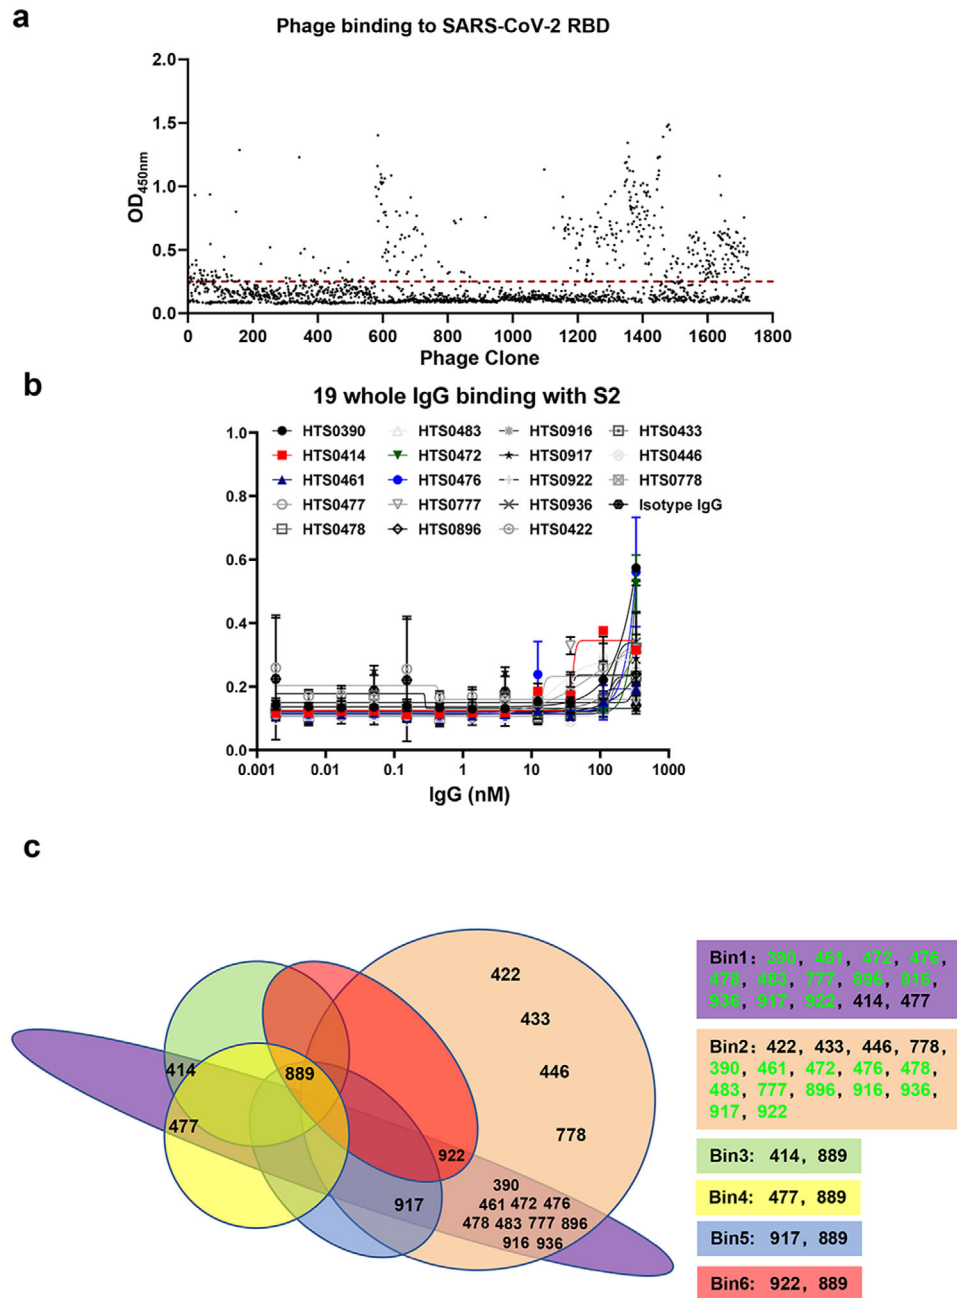 a
Phage binding to SARS-CoV-2 RBD
2.0
1.5
1.0
0.5
0.0
OD450nm
0 200 400 600 800 1000 1200 1400 1600 1800
Phage Clone
b
19 whole IgG binding with S2
HTS0390 HTS0483 HTS0916 HTS0433
HTS0414 HTS0472 HTS0917 HTS0446
HTS0461 HTS0476 HTS0922 HTS0778
HTS0477 HTS0777 HTS0936 Isotype IgG
HTS0478 HTS0896 HTS0422
1.0
0.8
0.6
0.4
0.2
0.0
0.001 0.01 0.1 1 10 100 1000
IgG (nM)
c
422
433
446
778
414
889
477
922
917
390
461 472 476
478 483 777 896
916 936
Bin1: 390, 461, 472, 476,
478, 483, 777, 896, 916,
936, 917, 922, 414, 477
Bin2: 422, 433, 446, 778,
390, 461, 472, 476, 478,
483, 777, 896, 916, 936,
917, 922
Bin3: 414, 889
Bin4: 477, 889
Bin5: 917, 889
Bin6: 922, 889